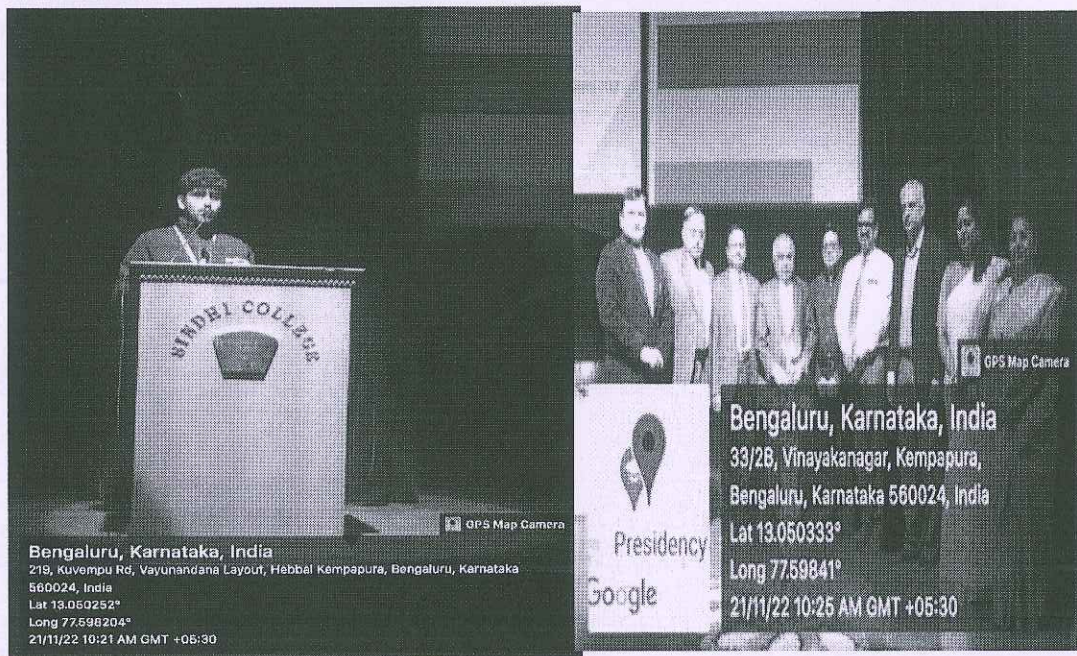 SINDHI COLLEGE
GPS Map Camera
Bengaluru, Karnataka, India
219, Kuvempu Rd, Vayunandana Layout, Hebbal Kempapura, Bengaluru, Karnataka
560024, India
Lat 13.050252°
Long 77.598204°
21/11/22 10:21 AM GMT +05:30
GPS Map Camera
Presidency
Google
Bengaluru, Karnataka, India
33/2B, Vinayakanagar, Kempapura,
Bengaluru, Karnataka 560024, India
Lat 13.050333°
Long 77.59841°
21/11/22 10:25 AM GMT +05:30